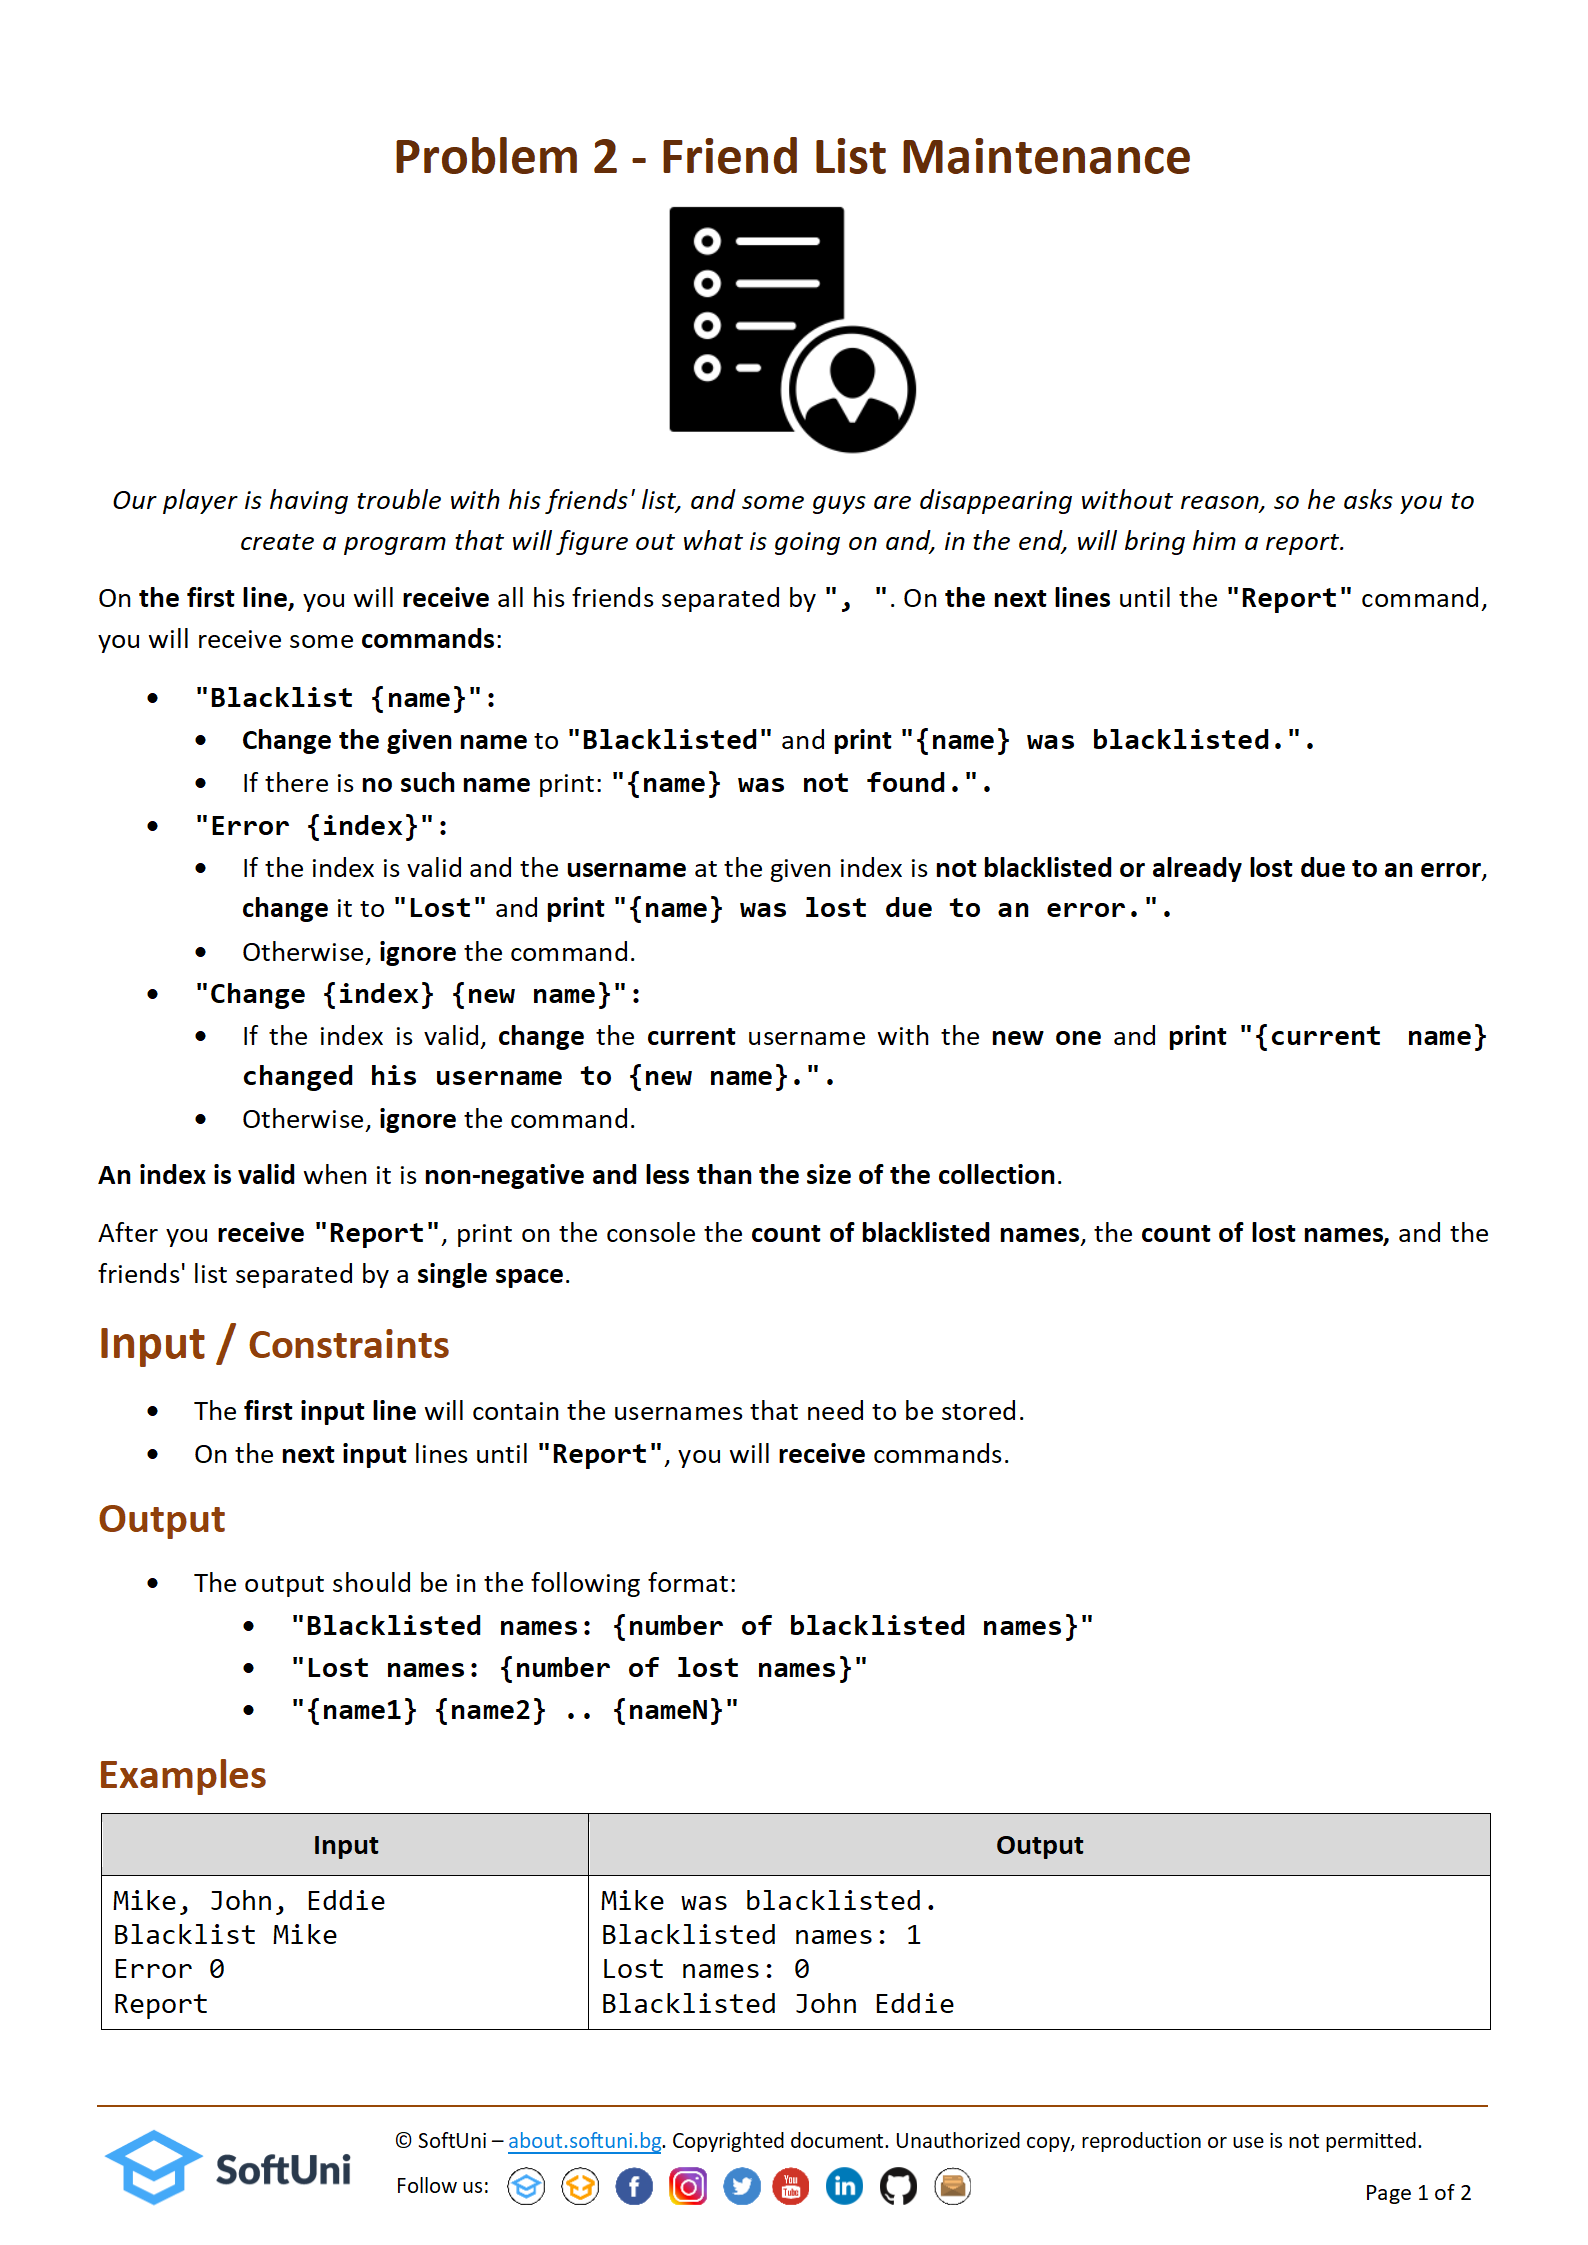 Problem 2 - Friend List Maintenance
Our player is having trouble with his friends' list, and some guys are disappearing without reason, so he asks you to
create a program that will figure out what is going on and, in the end, will bring him a report.
On the first line, you will receive all his friends separated by ", ". On the next lines until the "Report" command,
you will receive some commands:
• "Blacklist {name}":
• Change the given name to "Blacklisted" and print "{name} was blacklisted.".
• If there is no such name print: "{name} was not found.".
• "Error {index}":
• If the index is valid and the username at the given index is not blacklisted or already lost due to an error,
change it to "Lost" and print "{name} was lost due to an error.".
• Otherwise, ignore the command.
• "Change {index} {new name}":
• If the index is valid, change the current username with the new one and print "{current name}
changed his username to {new name}.".
• Otherwise, ignore the command.
An index is valid when it is non-negative and less than the size of the collection.
After you receive "Report", print on the console the count of blacklisted names, the count of lost names, and the
friends' list separated by a single space.
Input / Constraints
• The first input line will contain the usernames that need to be stored.
• On the next input lines until "Report", you will receive commands.
Output
• The output should be in the following format:
• "Blacklisted names: {number of blacklisted names}"
• "Lost names: {number of lost names}"
• "{name1} {name2} .. {nameN}"
Examples
Input Output
Mike, John, Eddie
Blacklist Mike
Error 0
Report
Mike was blacklisted.
Blacklisted names: 1
Lost names: 0
Blacklisted John Eddie
SoftUni
© SoftUni – about.softuni.bg. Copyrighted document. Unauthorized copy, reproduction or use is not permitted.
Follow us:
You
Tube
in
Page 1 of 2